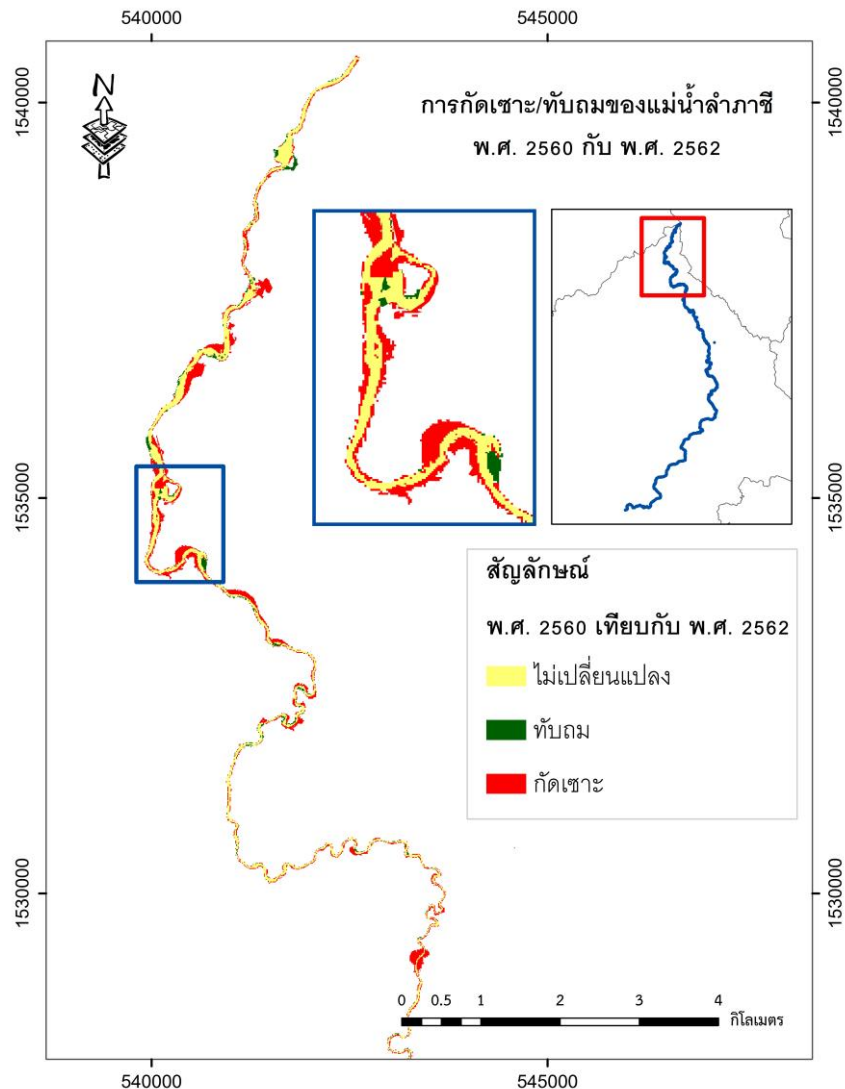 540000 545000
1540000 1540000
การกัดเซาะ/ทับถมของแม่น้ำลำภาชี
พ.ศ. 2560 กับ พ.ศ. 2562
1535000 1535000
สัญลักษณ์
พ.ศ. 2560 เทียบกับ พ.ศ. 2562
ไม่เปลี่ยนแปลง
ทับถม
กัดเซาะ
1530000 1530000
0 0.5 1 2 3 4
กิโลเมตร
540000 545000